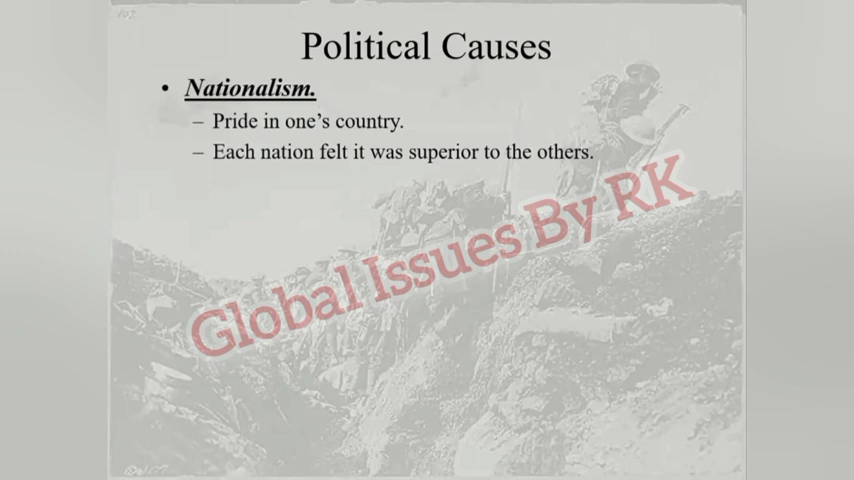 Political Causes
• Nationalism.
– Pride in one's country.
– Each nation felt it was superior to the others.
Global Issues By RK